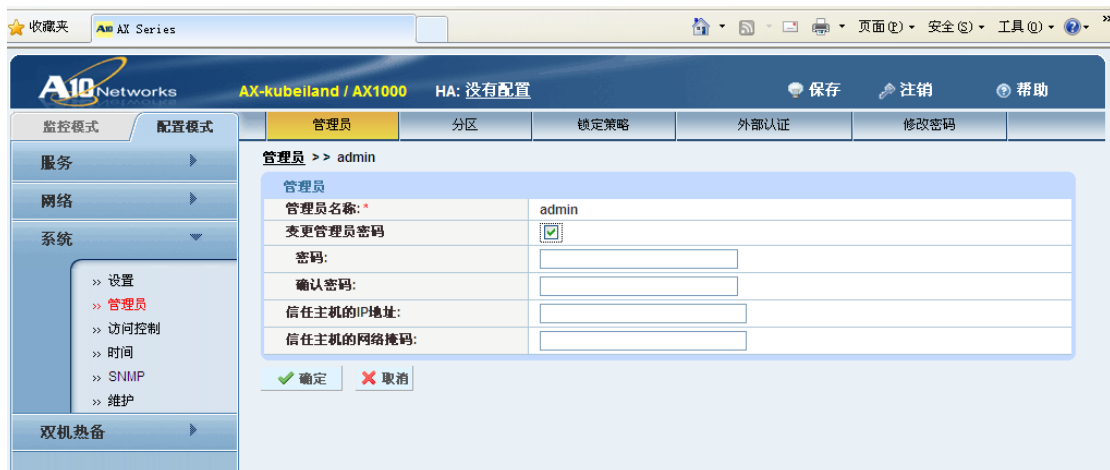 收藏夹 A10 AX Series 页面(P) 安全(S) 工具(O) »
A10 Networks AX-kubeiland / AX1000 HA: 没有配置 保存 注销 帮助
监控模式 配置模式 管理员 分区 锁定策略 外部认证 修改密码
服务
网络
系统
» 设置
» 管理员
» 访问控制
» 时间
» SNMP
» 维护
双机热备
管理员 >> admin
管理员
管理员名称:* admin
变更管理员密码
密码:
确认密码:
信任主机的IP地址:
信任主机的网络掩码:
确定 取消